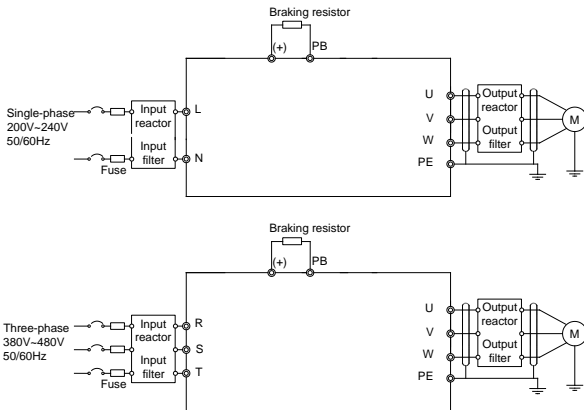 Braking resistor
(+) PB
Single-phase
200V~240V
50/60Hz
Input
reactor
Input
filter
Fuse
L
N
U
V
W
PE
Output
reactor
Output
filter
M
Braking resistor
(+) PB
Three-phase
380V~480V
50/60Hz
Input
reactor
Input
filter
Fuse
R
S
T
U
V
W
PE
Output
reactor
Output
filter
M